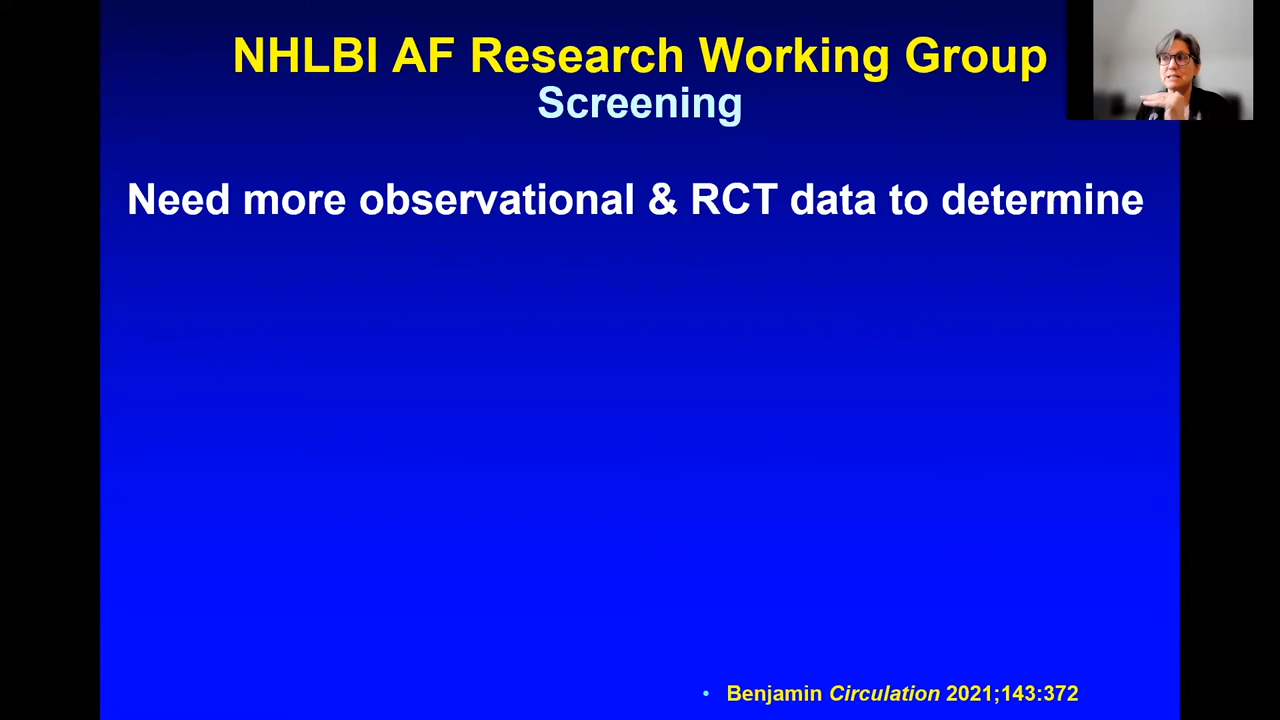 NHLBI AF Research Working Group
Screening
Need more observational & RCT data to determine
• Benjamin Circulation 2021;143:372